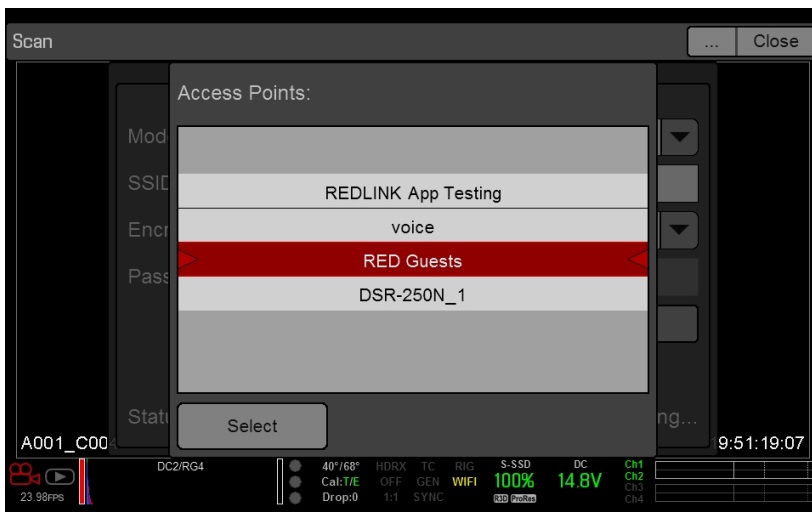 Scan
... Close
Access Points:
Mod
SSID
REDLINK App Testing
voice
Encr
RED Guests
Pass
DSR-250N_1
Select
Statu
ng...
A001_C00
9:51:19:07
DC2/RG4
40°/68° HDRX TC RIG S-SSD DC Ch1
Cal:T/E OFF GEN WIFI 100% 14.8V Ch2
Drop:0 1:1 SYNC R3D ProRes Ch3
23.98FPS
Ch4